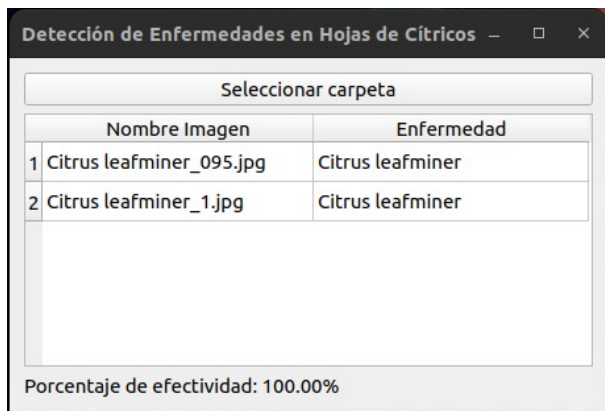 Detección de Enfermedades en Hojas de Cítricos
Seleccionar carpeta
Nombre Imagen Enfermedad
1 Citrus leafminer_095.jpg Citrus leafminer
2 Citrus leafminer_1.jpg Citrus leafminer
Porcentaje de efectividad: 100.00%